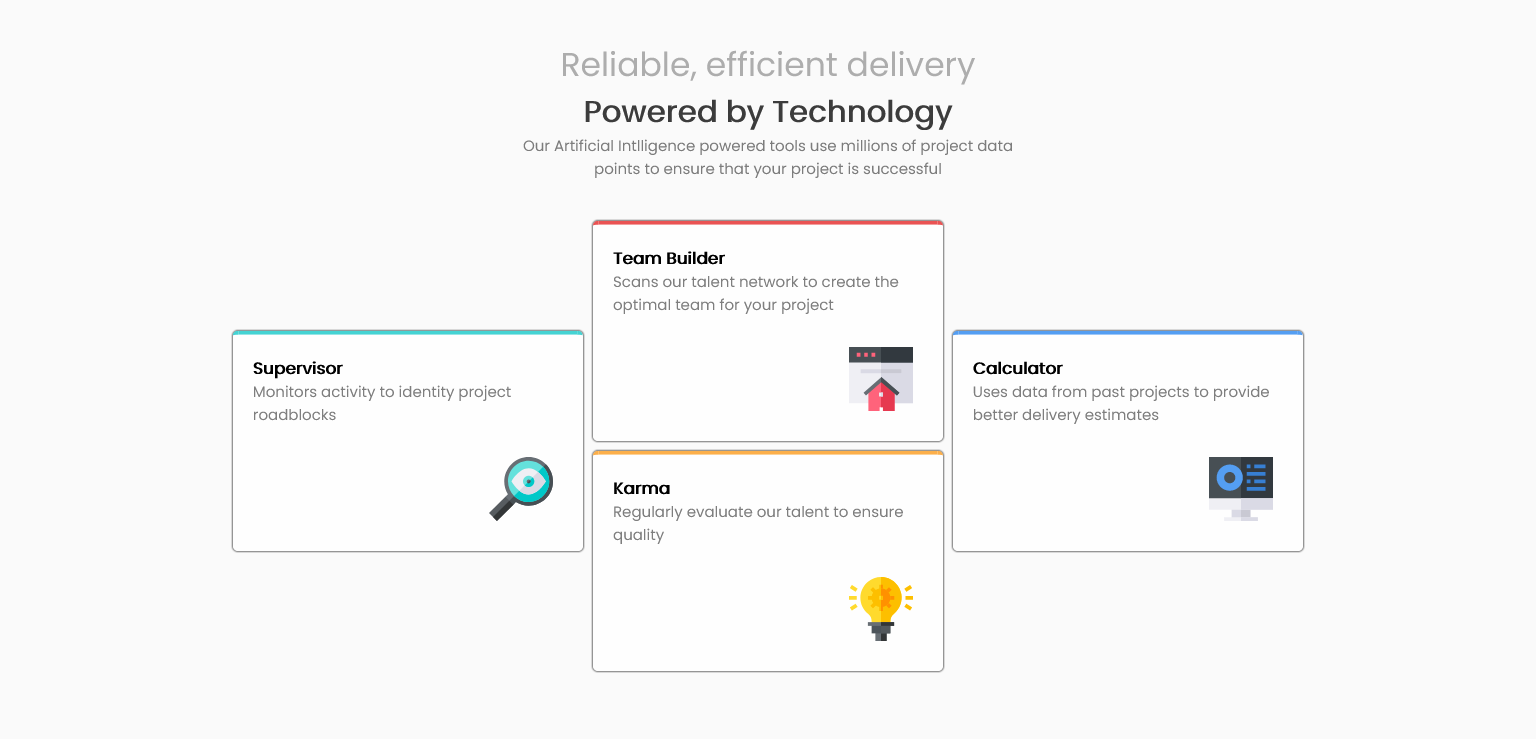 Reliable, efficient delivery
Powered by Technology
Our Artificial Intlligence powered tools use millions of project data
points to ensure that your project is successful
Supervisor
Monitors activity to identity project
roadblocks
Team Builder
Scans our talent network to create the
optimal team for your project
Karma
Regularly evaluate our talent to ensure
quality
Calculator
Uses data from past projects to provide
better delivery estimates